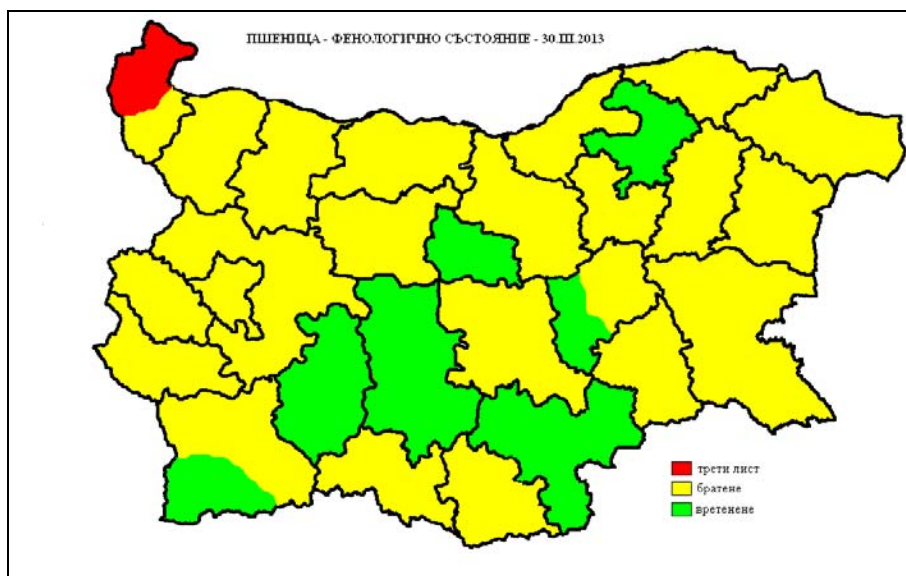 ПШЕНИЦА - ФЕНОЛОГИЧНО СЪСТОЯНИЕ - 30.III.2013
трети лист
братене
вретенене